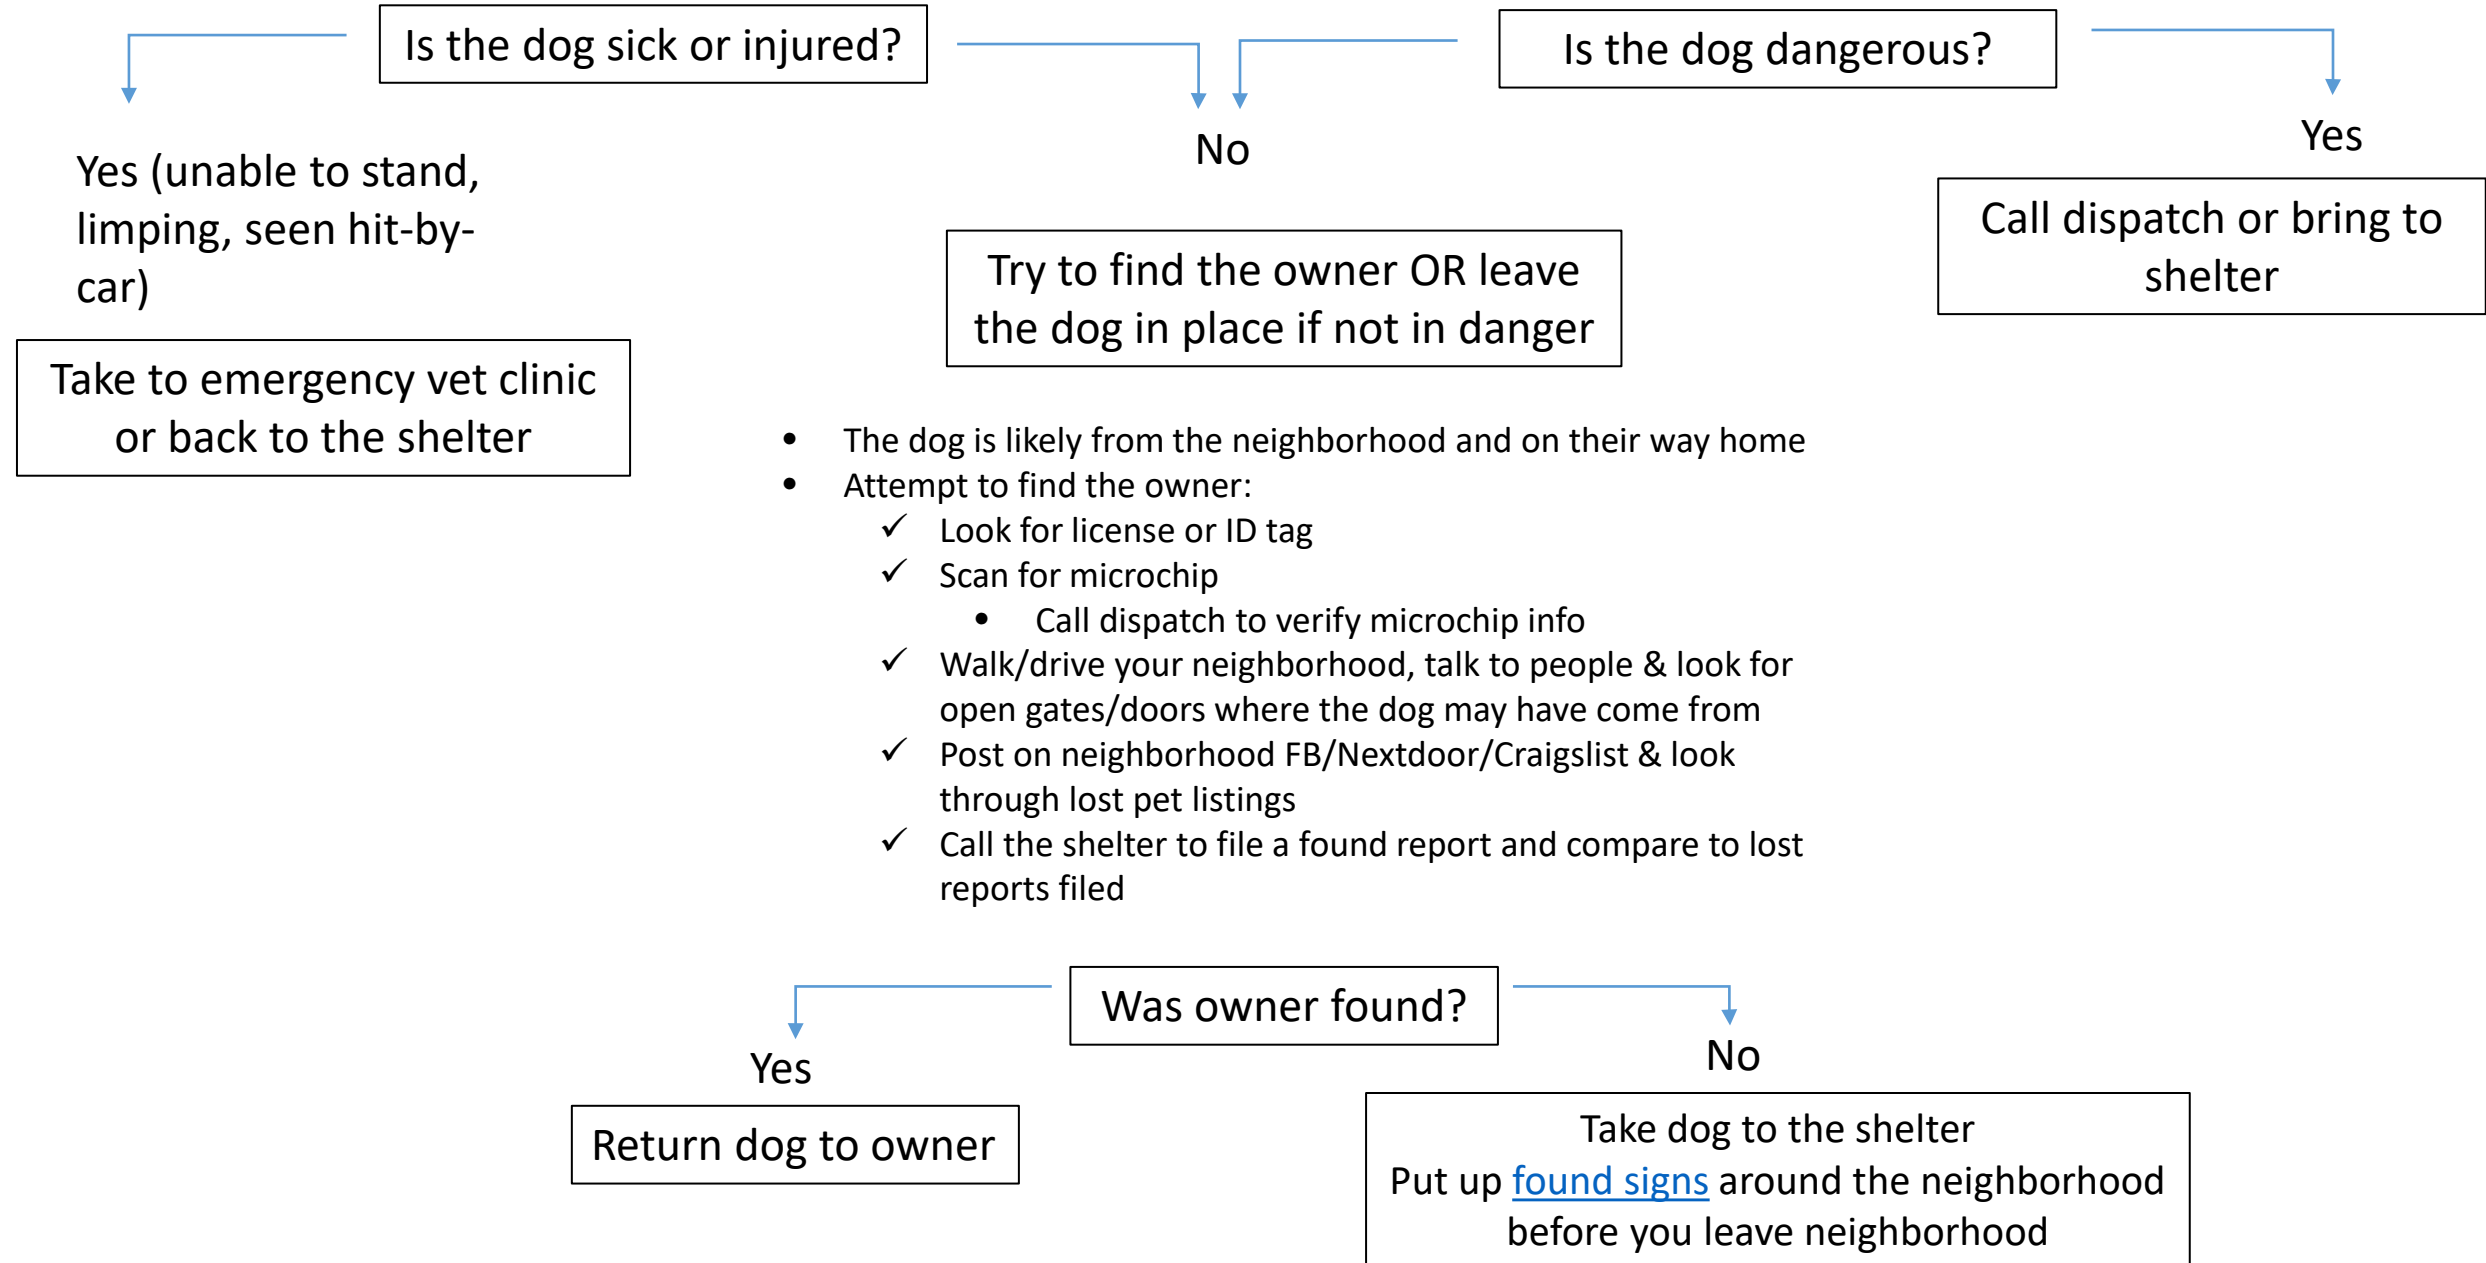 Is the dog sick or injured?
Is the dog dangerous?
Yes (unable to stand,
limping, seen hit-by-
car)
No
Yes
Take to emergency vet clinic
or back to the shelter
Try to find the owner OR leave
the dog in place if not in danger
Call dispatch or bring to
shelter
• The dog is likely from the neighborhood and on their way home
• Attempt to find the owner:
✓ Look for license or ID tag
✓ Scan for microchip
• Call dispatch to verify microchip info
✓ Walk/drive your neighborhood, talk to people & look for
open gates/doors where the dog may have come from
✓ Post on neighborhood FB/Nextdoor/Craigslist & look
through lost pet listings
✓ Call the shelter to file a found report and compare to lost
reports filed
Was owner found?
Yes
No
Return dog to owner
Take dog to the shelter
Put up found signs around the neighborhood
before you leave neighborhood